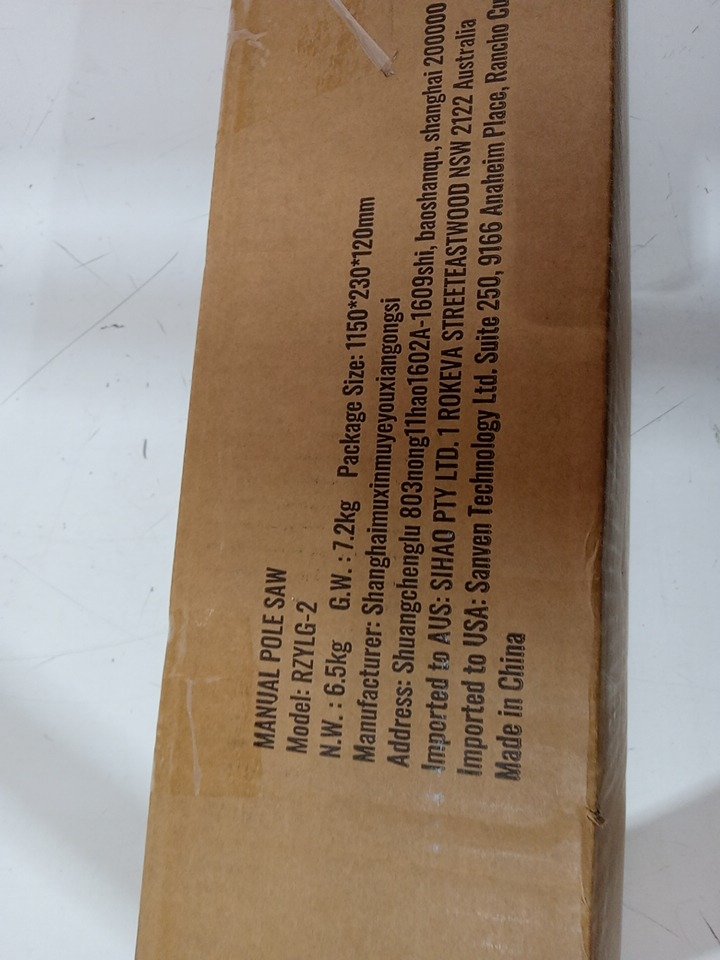 MANUAL POLE SAW
Model: RZYLG-2
N.W. : 6.5kg G.W. : 7.2kg Package Size: 1150*230*120mm
Manufacturer: Shanghaimuxinmuyeyouxiangongsi
Address: Shuangchenglu 803nong11hao1602A-1609shi, baoshanqu, shanghai 200000
Imported to AUS: SIHAO PTY LTD. 1 ROKEVA STREETEASTWOOD NSW 2122 Australia
Imported to USA: Sanven Technology Ltd. Suite 250, 9166 Anaheim Place, Rancho
Made in China